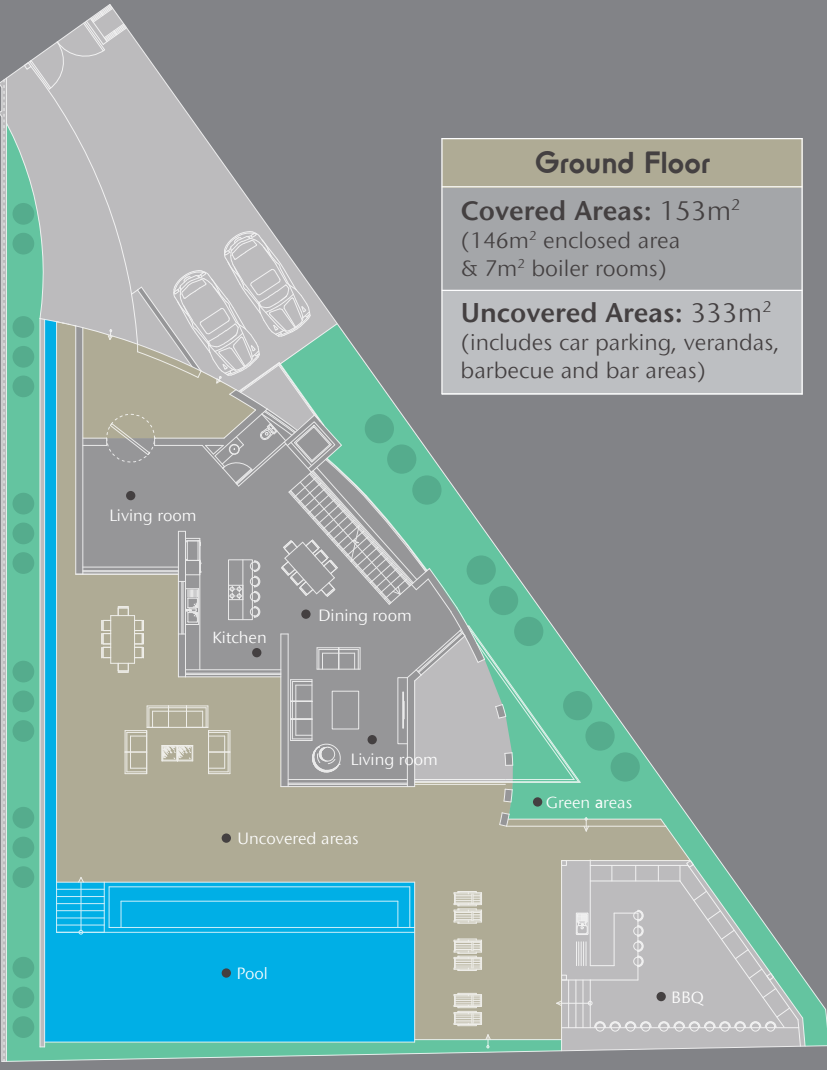 Ground Floor
Covered Areas: 153m²
(146m² enclosed area
& 7m² boiler rooms)
Uncovered Areas: 333m²
(includes car parking, verandas,
barbecue and bar areas)
Living room
Dining room
Kitchen
Living room
Green areas
Uncovered areas
Pool
BBQ